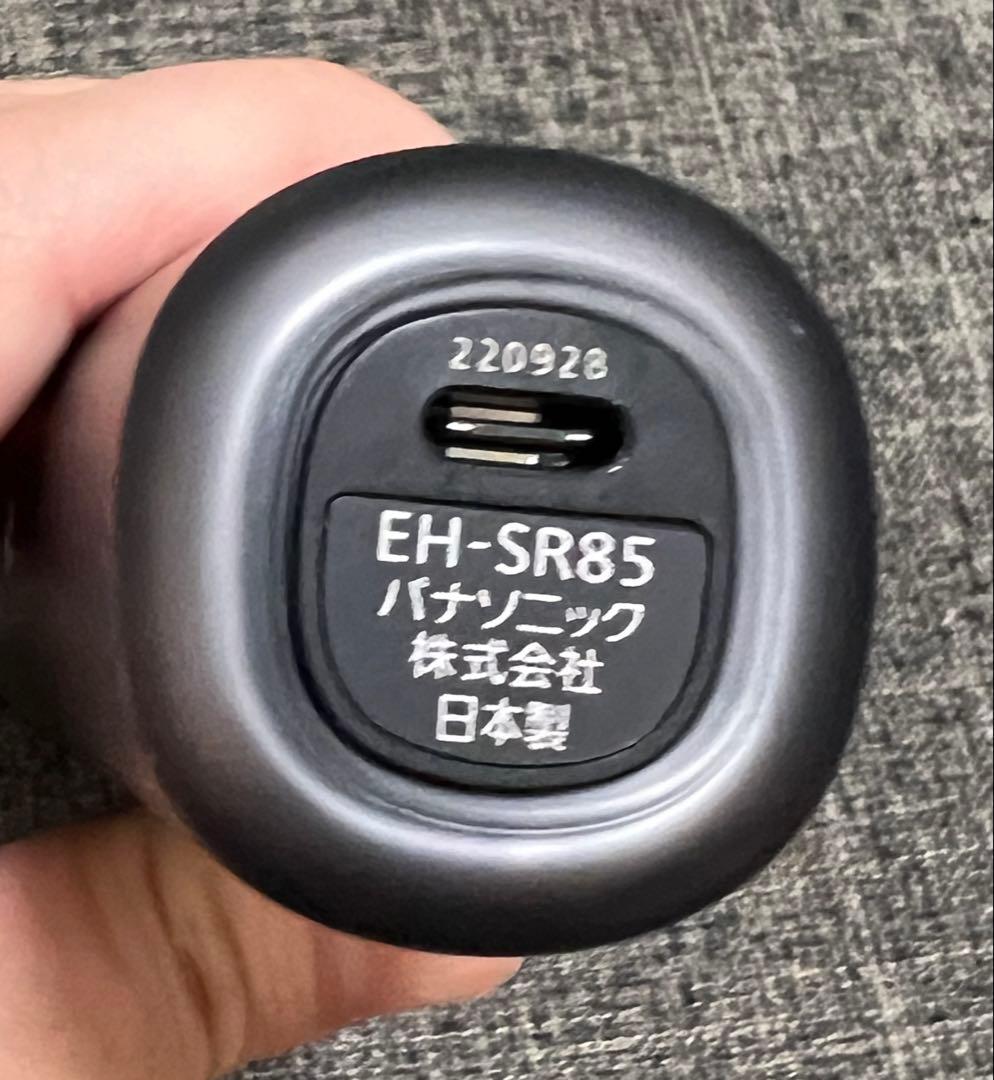 220928
EH-SR85
パナソニック
株式会社
日本製